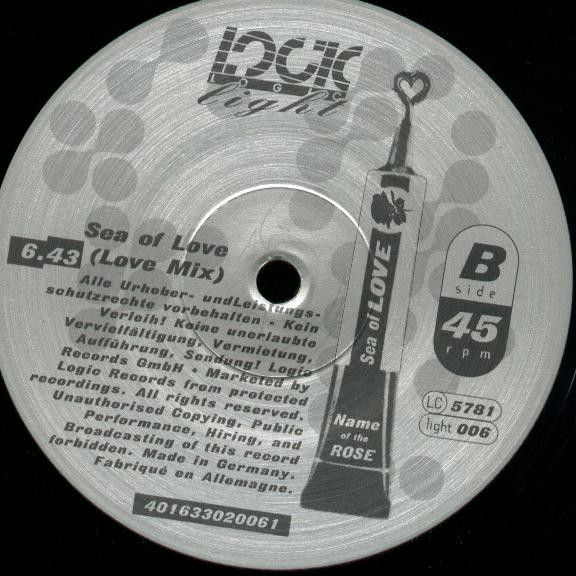 LOGIC
LOGIC
light
Sea of Love
6.43 (Love Mix)
Alle Urheber- undLeistungs-
schutzrechte vorbehalten - Kein
Verleih! Keine unerlaubte
Vervielfältigung, Vermietung,
Aufführung, Sendung! Logic
Records GmbH - Marketed by
Logic Records from protected
recordings. All rights reserved.
Unauthorised Copying, Public
Performance, Hiring, and
Broadcasting of this record
forbidden. Made in Germany.
Fabriqué en Allemagne.
401633020061
Sea of LOVE
Name
of the
ROSE
B
side
45
rpm
LC 5781
light 006